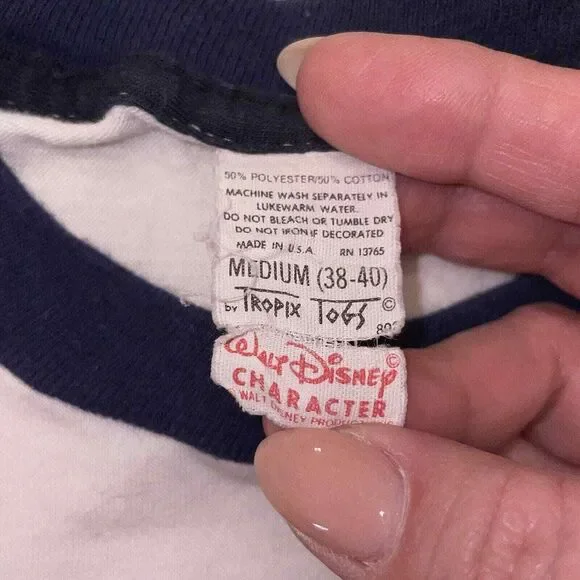 50% POLYESTER/50% COTTON
MACHINE WASH SEPARATELY IN
LUKEWARM WATER.
DO NOT BLEACH OR TUMBLE DRY
DO NOT IRON IF DECORATED
MADE IN U.S.A. RN 13765
MEDIUM (38-40)
by TROPIX TOGS ©
Walt Disney ©
CHARACTER
WALT DISNEY